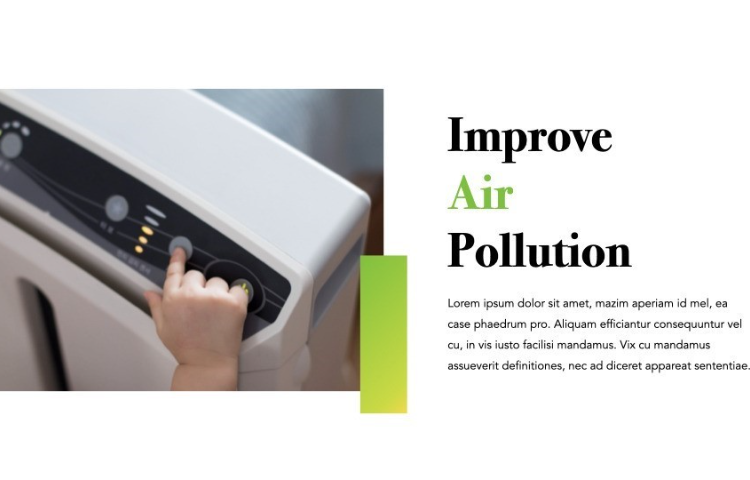 Improve
Air
Pollution
Lorem ipsum dolor sit amet, mazim aperiam id mel, ea
case phaedrum pro. Aliquam efficiantur consequuntur vel
cu, in vis iusto facilisi mandamus. Vix cu mandamus
assueverit definitiones, nec ad diceret appareat sententiae.